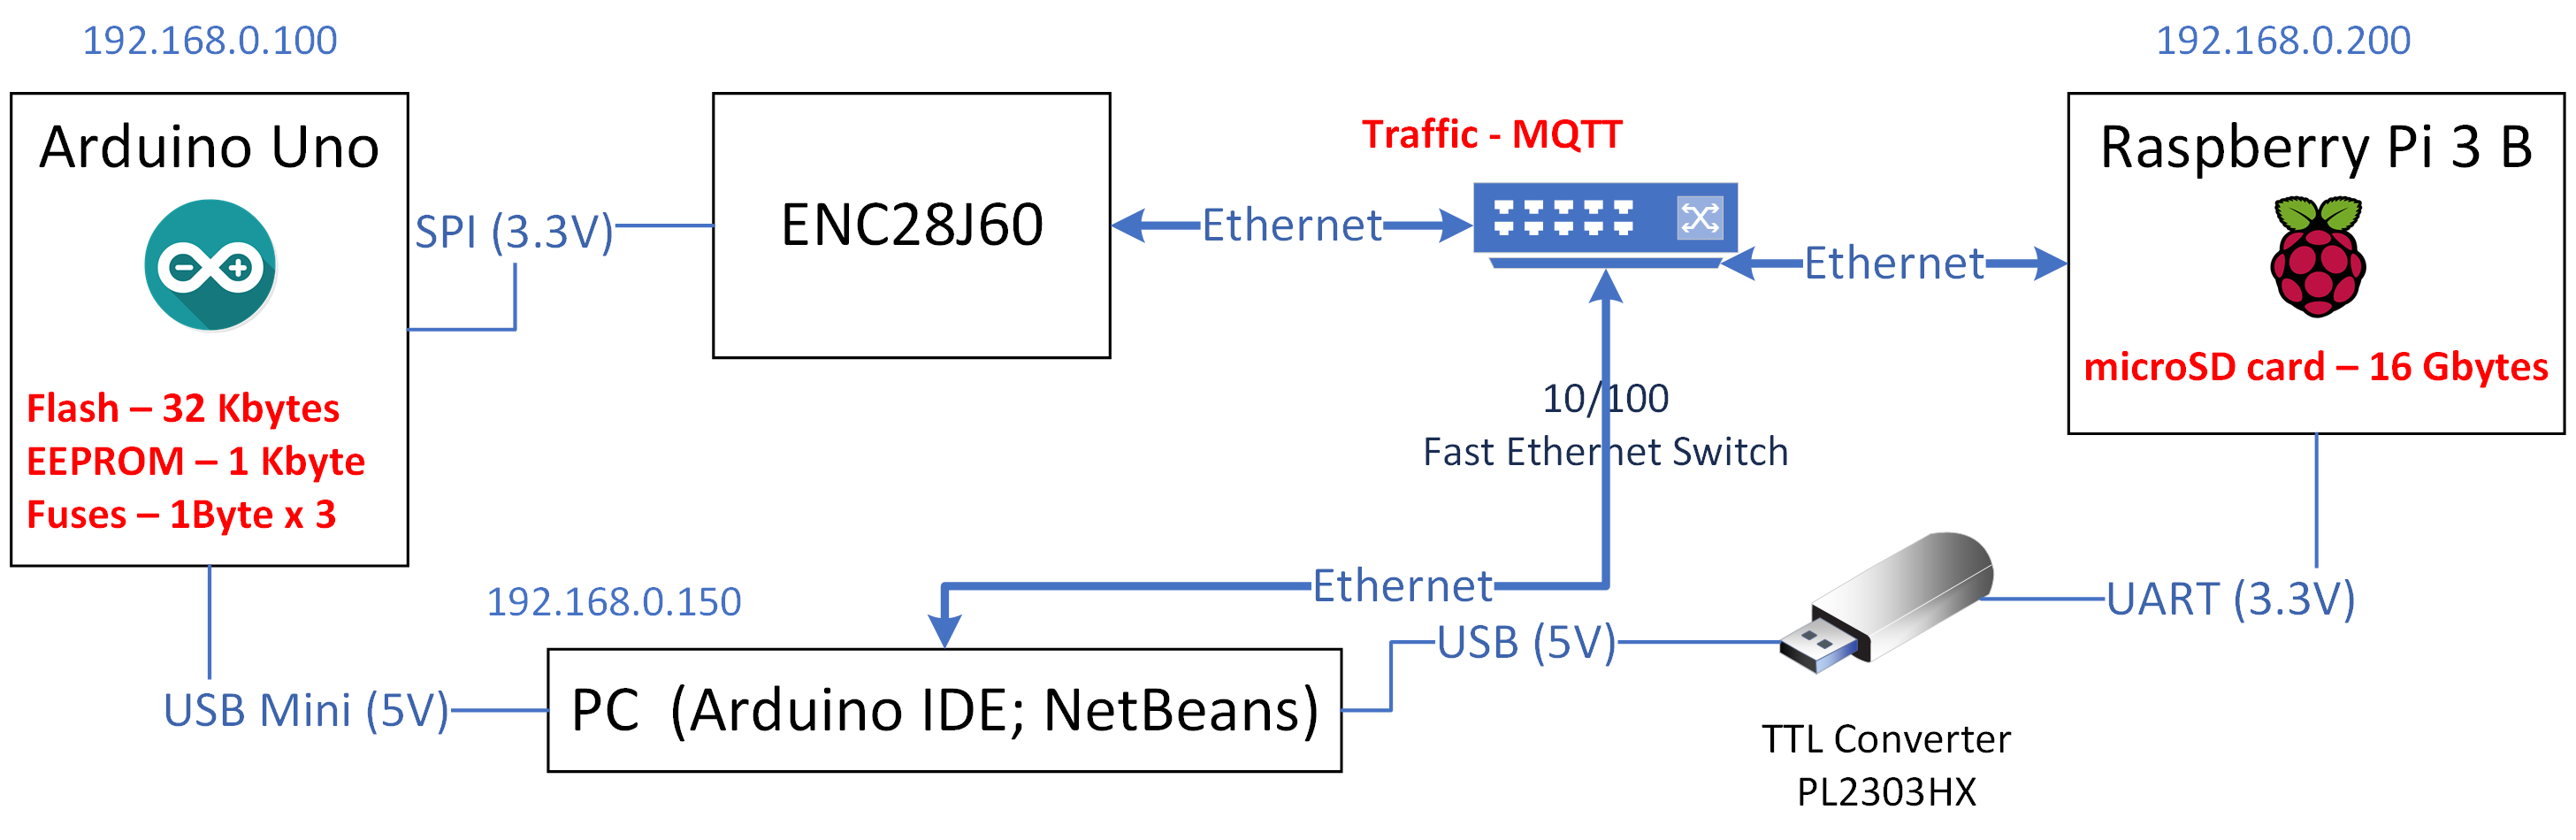 192.168.0.100
192.168.0.200
Arduino Uno
SPI (3.3V)
ENC28J60
Ethernet
Traffic - MQTT
Ethernet
Raspberry Pi 3 B
microSD card – 16 Gbytes
Flash – 32 Kbytes
EEPROM – 1 Kbyte
Fuses – 1Byte x 3
10/100
Fast Ethernet Switch
192.168.0.150
Ethernet
USB (5V)
UART (3.3V)
USB Mini (5V)
PC  (Arduino IDE; NetBeans)
TTL Converter
PL2303HX